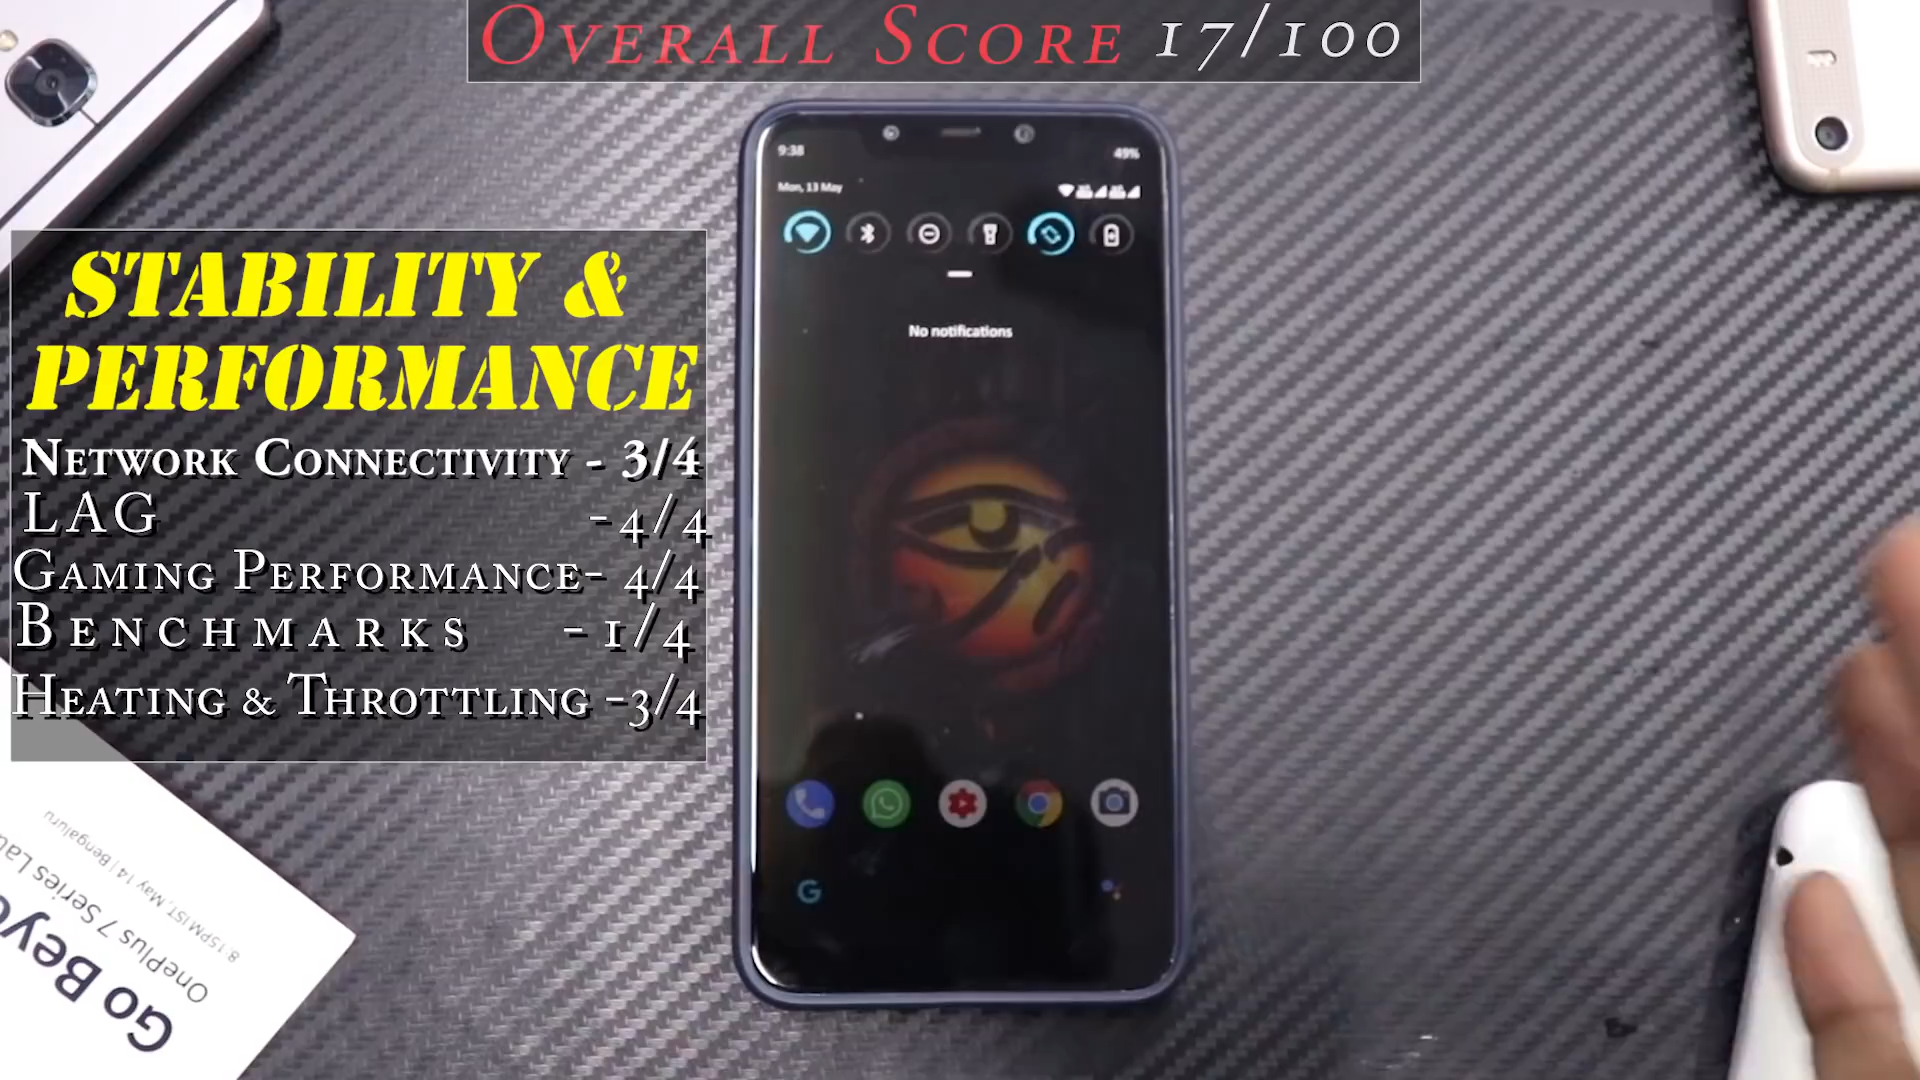 Overall Score 17/100
9:38
49%
Mon, 13 May
No notifications
STABILITY &
PERFORMANCE
Network Connectivity - 3/4
LAG - 4/4
Gaming Performance- 4/4
Benchmarks - 1/4
Heating & Throttling -3/4
G
Go Beyo
OnePlus 7 Series Lau
8:15PM IST, May 14 | Bengaluru